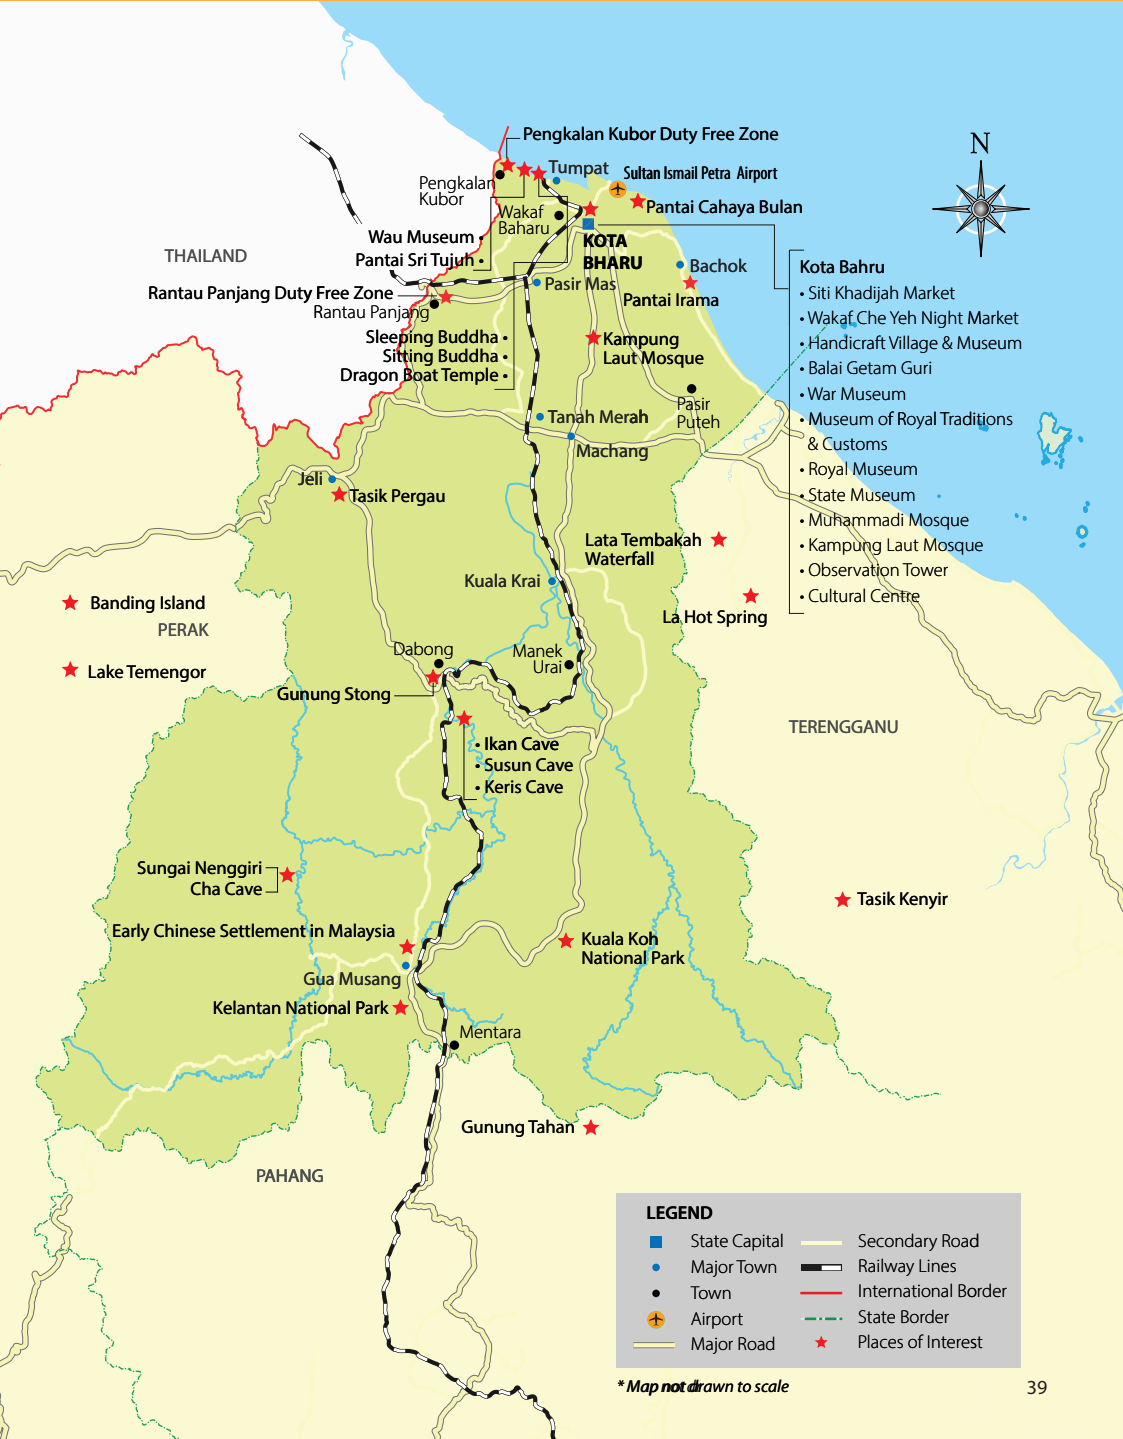 Pengkalan Kubor Duty Free Zone
N
Tumpat
Sultan Ismail Petra Airport
Pengkalan
Kubor
Pantai Cahaya Bulan
Wakaf
Baharu
Wau Museum •
Pantai Sri Tujuh •
KOTA
BHARU
THAILAND
Bachok
Kota Bahru
• Siti Khadijah Market
• Wakaf Che Yeh Night Market
• Handicraft Village & Museum
• Balai Getam Guri
• War Museum
• Museum of Royal Traditions
& Customs
• Royal Museum
• State Museum
• Muhammadi Mosque
• Kampung Laut Mosque
• Observation Tower
• Cultural Centre
Pasir Mas
Rantau Panjang Duty Free Zone
Rantau Panjang
Pantai Irama
Sleeping Buddha •
Sitting Buddha •
Dragon Boat Temple •
Kampung
Laut Mosque
Pasir
Puteh
Tanah Merah
Machang
Jeli
Tasik Pergau
Lata Tembakah
Waterfall
Kuala Krai
Banding Island
PERAK
La Hot Spring
Lake Temengor
Dabong
Manek
Urai
Gunung Stong
TERENGGANU
• Ikan Cave
• Susun Cave
• Keris Cave
Sungai Nenggiri
Cha Cave
Tasik Kenyir
Early Chinese Settlement in Malaysia
Kuala Koh
National Park
Gua Musang
Kelantan National Park
Mentara
Gunung Tahan
PAHANG
LEGEND
State Capital
Major Town
Town
Airport
Major Road
Secondary Road
Railway Lines
International Border
State Border
Places of Interest
* Map not drawn to scale
39